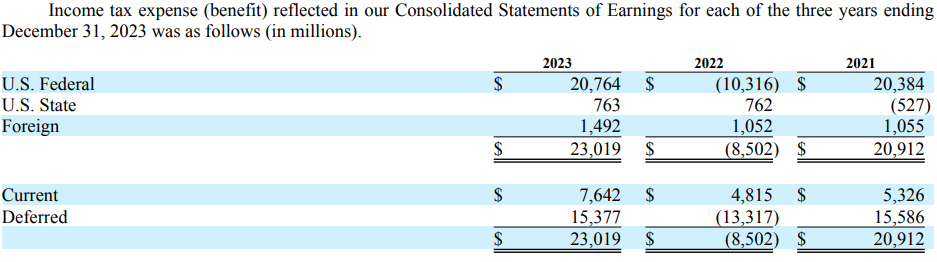 Income tax expense (benefit) reflected in our Consolidated Statements of Earnings for each of the three years ending
December 31, 2023 was as follows (in millions).
2023 2022 2021
U.S. Federal $ 20,764 $ (10,316) $ 20,384
U.S. State 763 762 (527)
Foreign 1,492 1,052 1,055
$ 23,019 $ (8,502) $ 20,912
Current $ 7,642 $ 4,815 $ 5,326
Deferred 15,377 (13,317) 15,586
$ 23,019 $ (8,502) $ 20,912